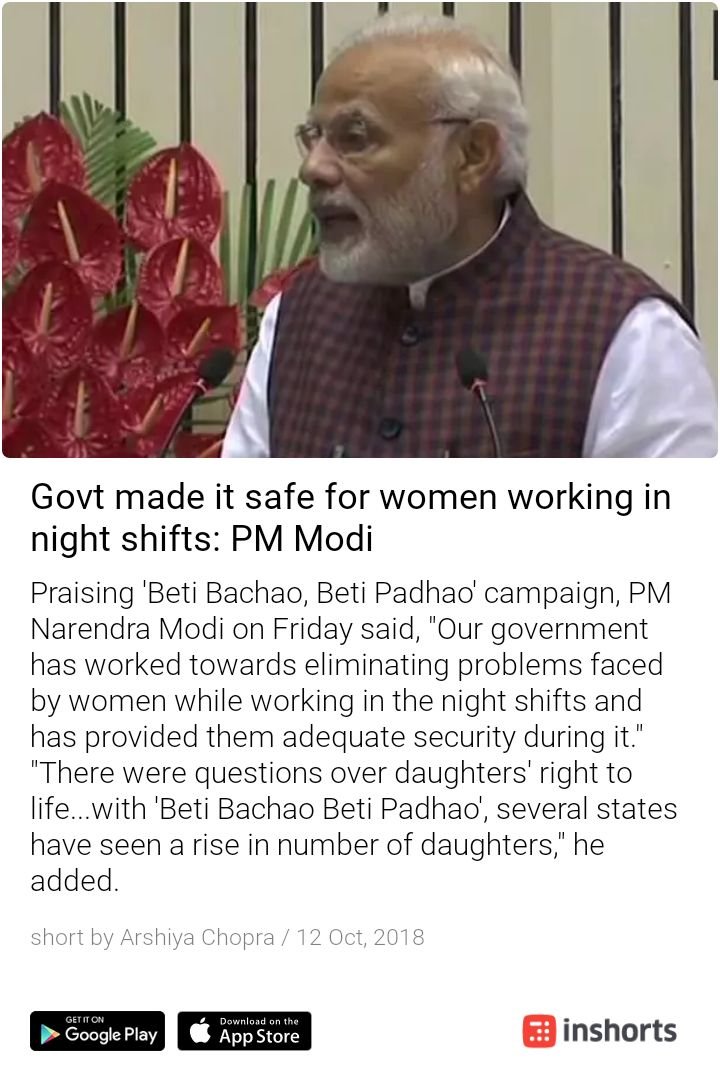 Govt made it safe for women working in
night shifts: PM Modi
Praising 'Beti Bachao, Beti Padhao' campaign, PM
Narendra Modi on Friday said, "Our government
has worked towards eliminating problems faced
by women while working in the night shifts and
has provided them adequate security during it."
"There were questions over daughters' right to
life...with 'Beti Bachao Beti Padhao', several states
have seen a rise in number of daughters," he
added.
short by Arshiya Chopra / 12 Oct, 2018
GET IT ON
Google Play
Download on the
App Store
inshorts